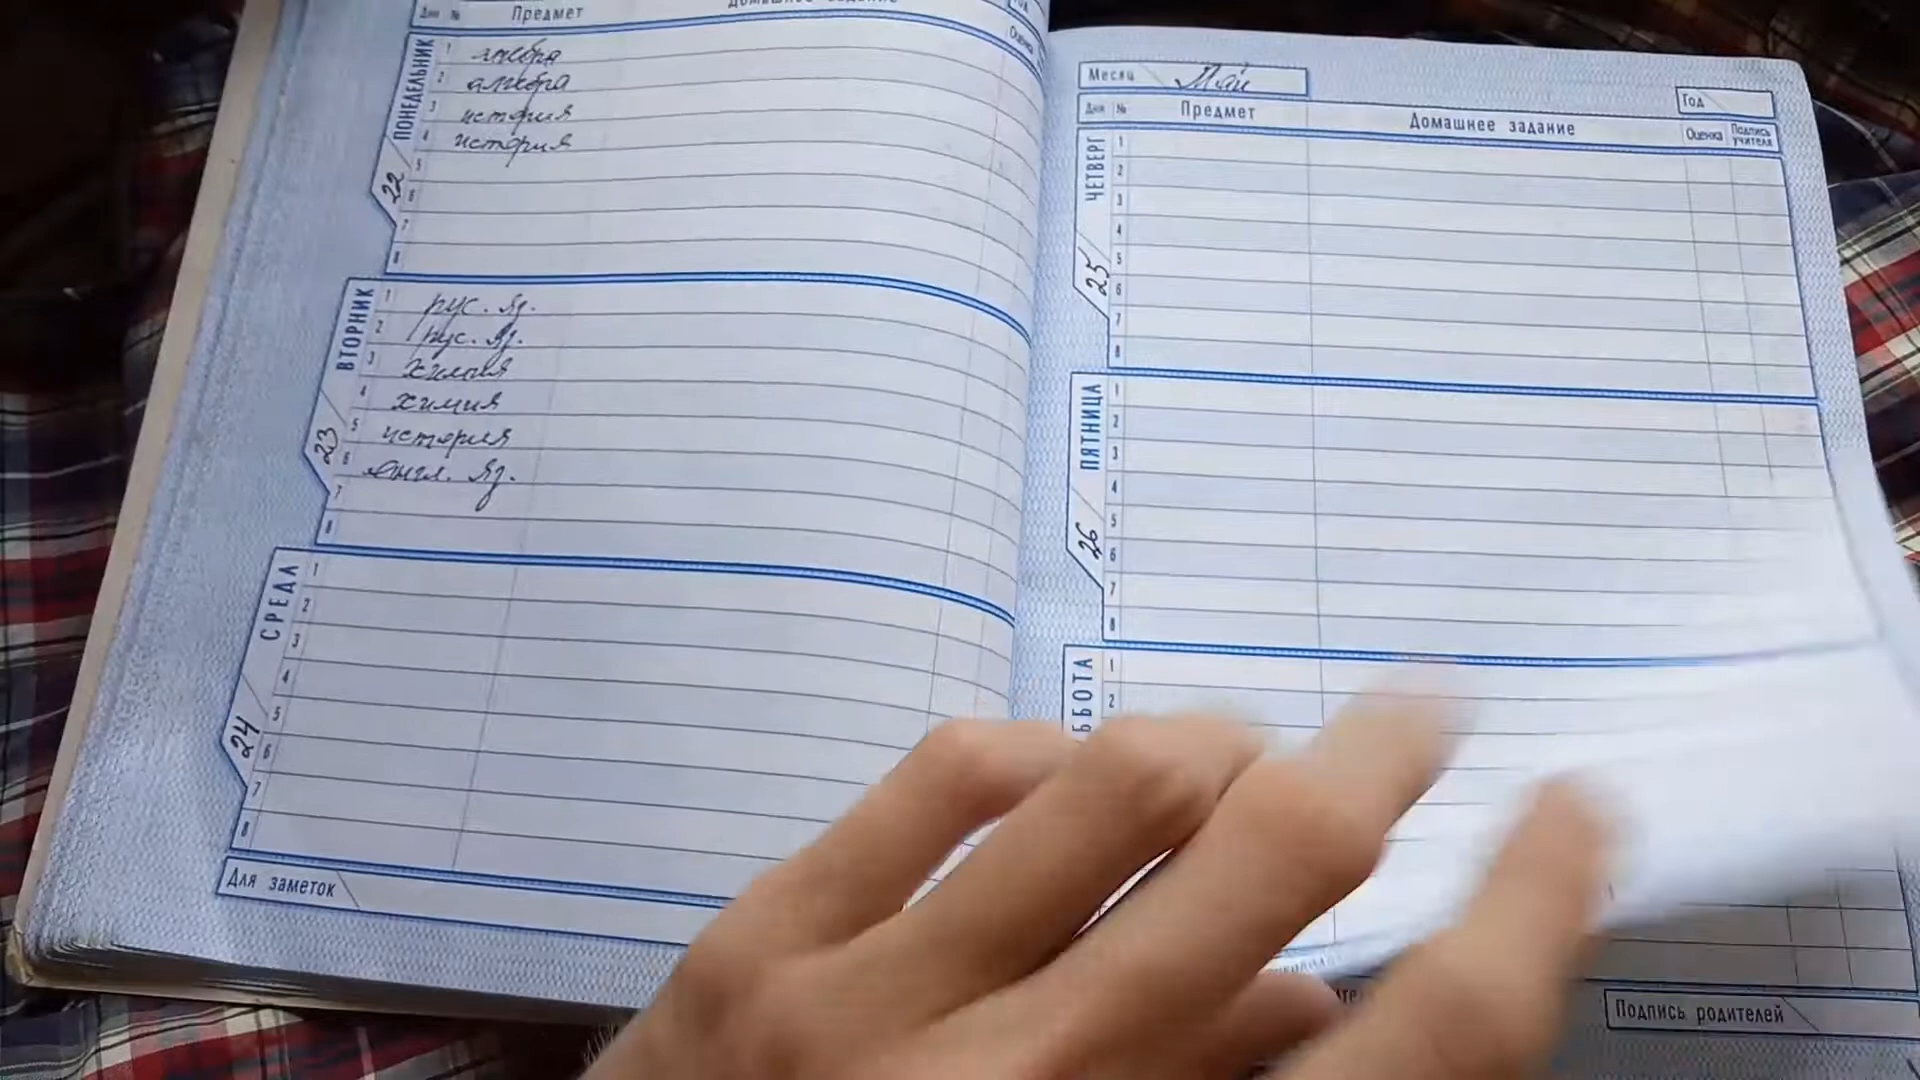 Дни № Предмет Домашнее задание
Оценка
ПОНЕДЕЛЬНИК
22
1 алгебра
2 алгебра
3 история
4 история
5
6
7
8
ВТОРНИК
23
1 рус. яз.
2 рус. яз.
3 химия
4 химия
5 история
6 Англ. яз.
7
8
СРЕДА
24
1
2
3
4
5
6
7
8
Для заметок
Месяц Май
Год
Дни № Предмет Домашнее задание Оценка Подпись учителя
ЧЕТВЕРГ
25
1
2
3
4
5
6
7
8
ПЯТНИЦА
26
1
2
3
4
5
6
7
8
ББОТА
1
2
Подпись родителей